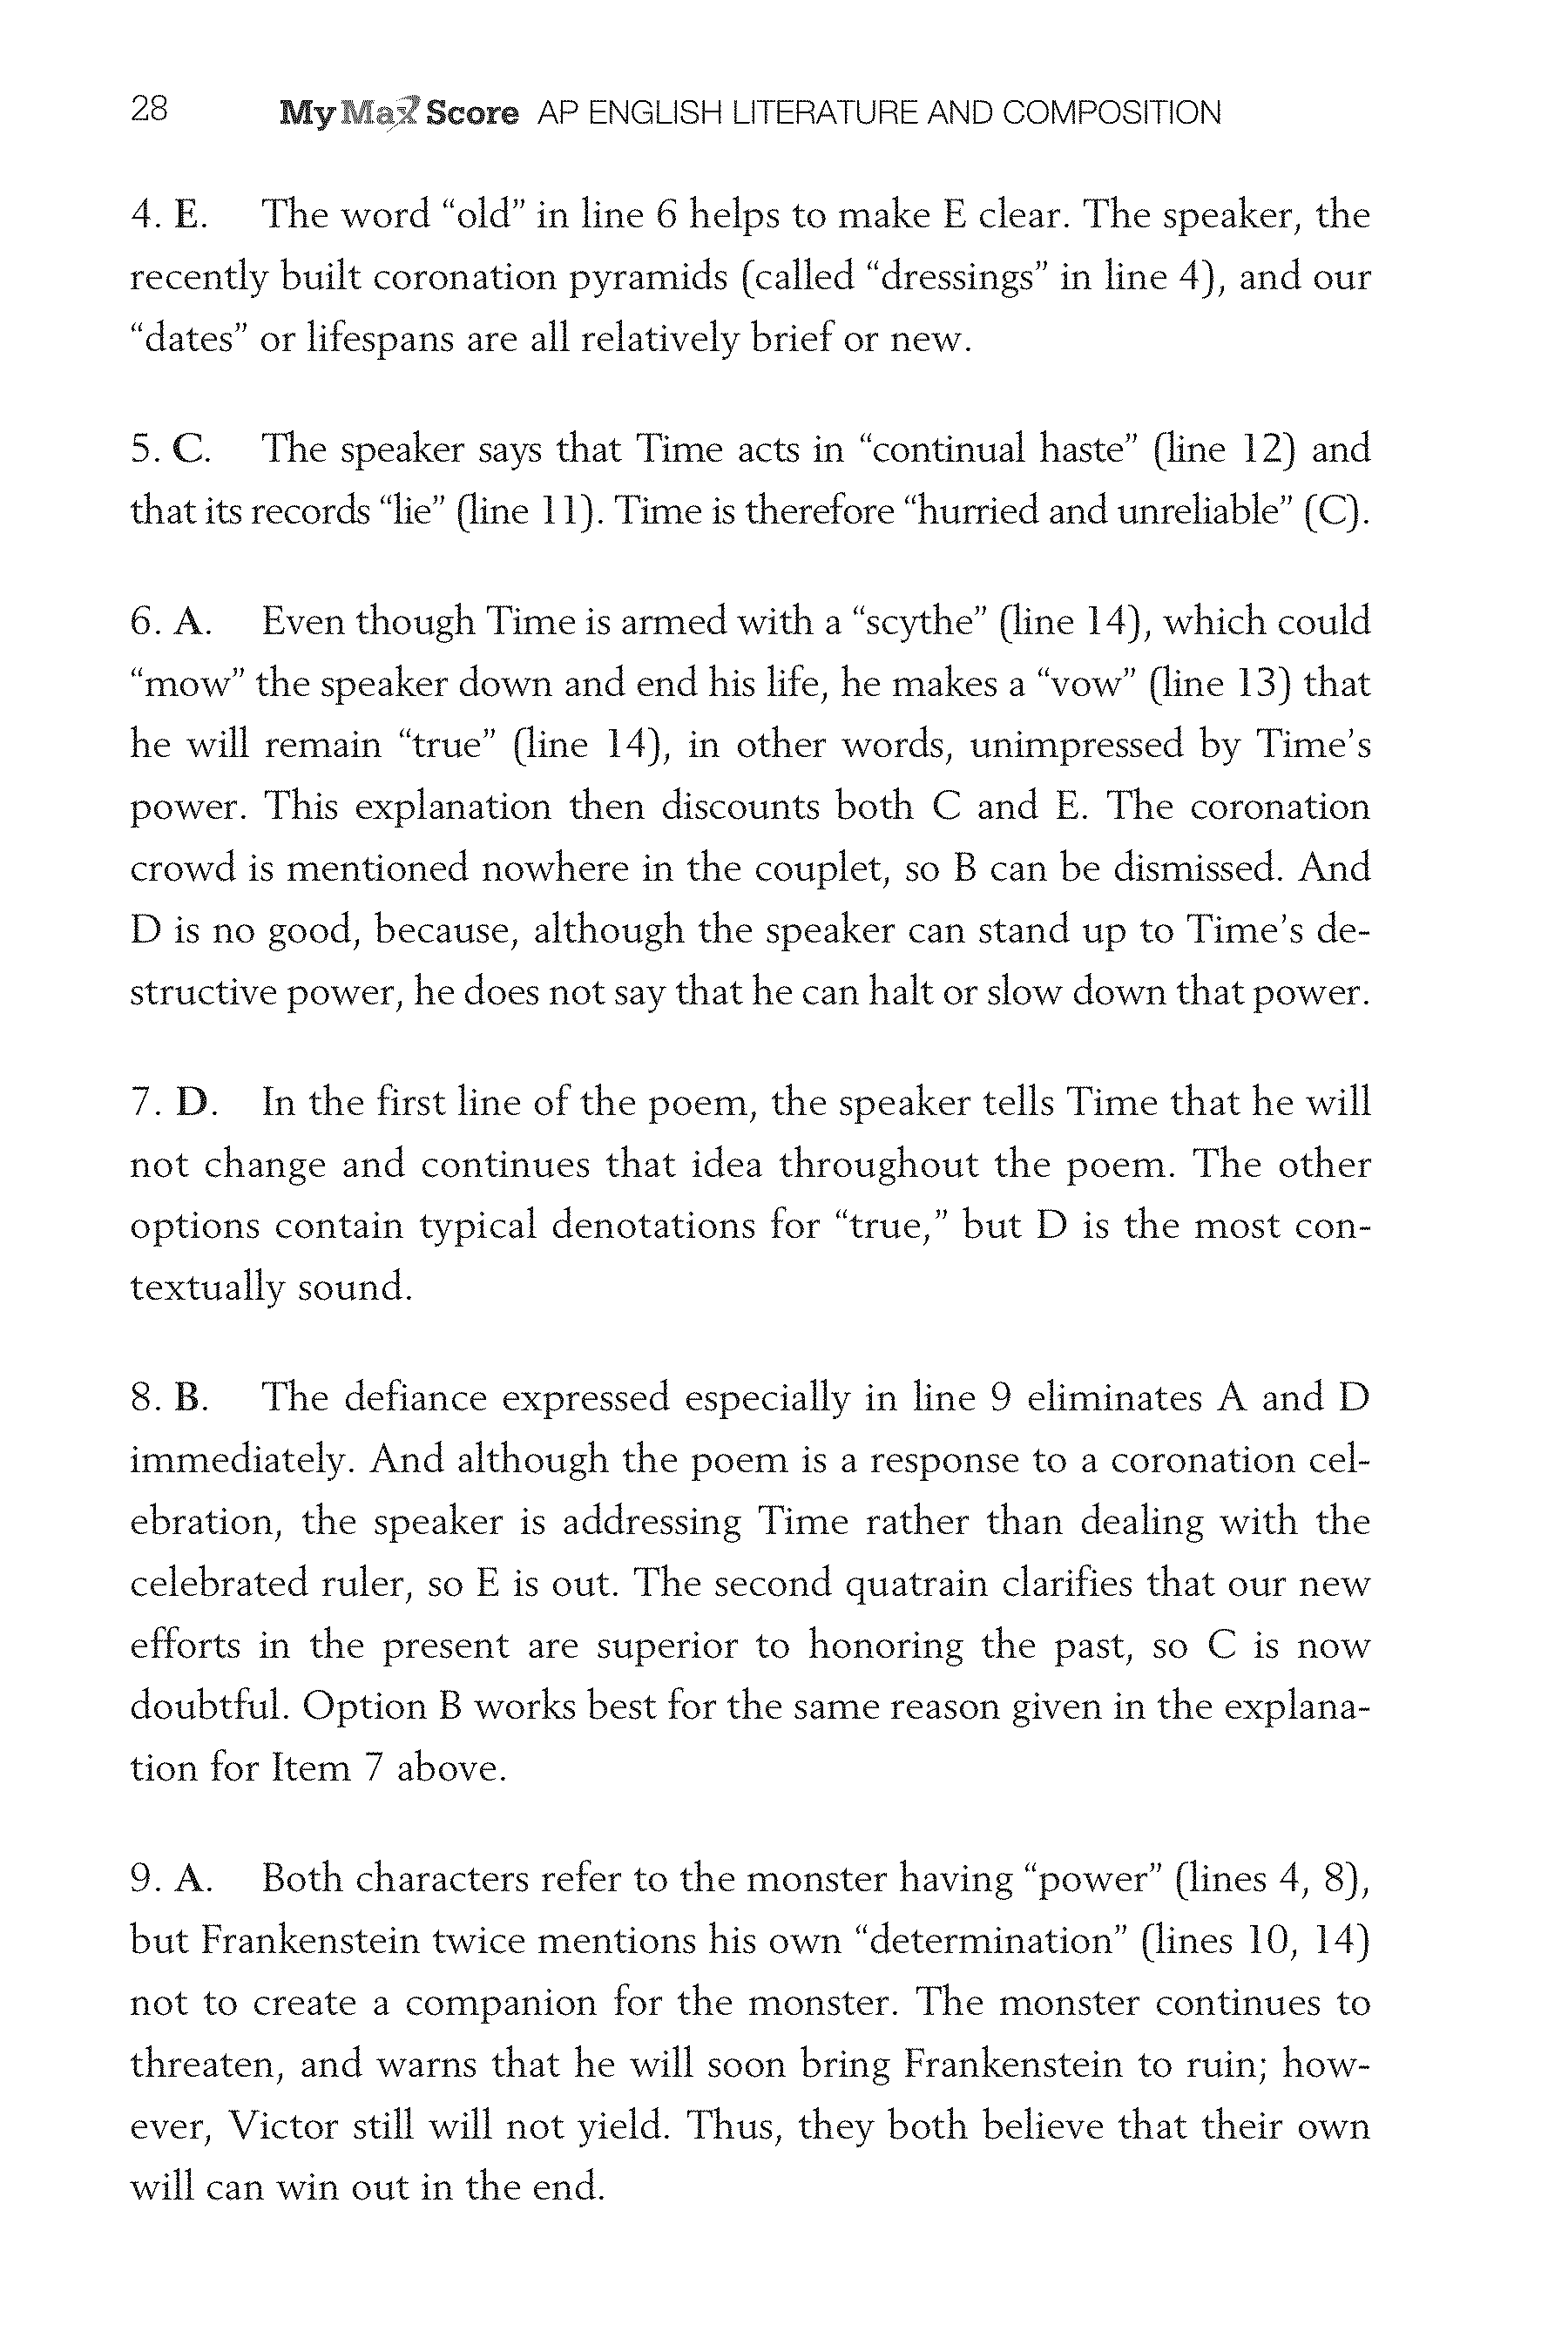 28 My Max Score AP ENGLISH LITERATURE AND COMPOSITION
4. E. The word “old” in line 6 helps to make E clear. The speaker, the
recently built coronation pyramids (called “dressings” in line 4), and our
“dates” or lifespans are all relatively brief or new.
5. C. The speaker says that Time acts in “continual haste” (line 12) and
that its records “lie” (line 11). Time is therefore “hurried and unreliable” (C).
6. A. Even though Time is armed with a “scythe” (line 14), which could
“mow” the speaker down and end his life, he makes a “vow” (line 13) that
he will remain “true” (line 14), in other words, unimpressed by Time’s
power. This explanation then discounts both C and E. The coronation
crowd is mentioned nowhere in the couplet, so B can be dismissed. And
D is no good, because, although the speaker can stand up to Time’s de-
structive power, he does not say that he can halt or slow down that power.
7. D. In the first line of the poem, the speaker tells Time that he will
not change and continues that idea throughout the poem. The other
options contain typical denotations for “true,” but D is the most con-
textually sound.
8. B. The defiance expressed especially in line 9 eliminates A and D
immediately. And although the poem is a response to a coronation cel-
ebration, the speaker is addressing Time rather than dealing with the
celebrated ruler, so E is out. The second quatrain clarifies that our new
efforts in the present are superior to honoring the past, so C is now
doubtful. Option B works best for the same reason given in the explana-
tion for Item 7 above.
9. A. Both characters refer to the monster having “power” (lines 4, 8),
but Frankenstein twice mentions his own “determination” (lines 10, 14)
not to create a companion for the monster. The monster continues to
threaten, and warns that he will soon bring Frankenstein to ruin; how-
ever, Victor still will not yield. Thus, they both believe that their own
will can win out in the end.